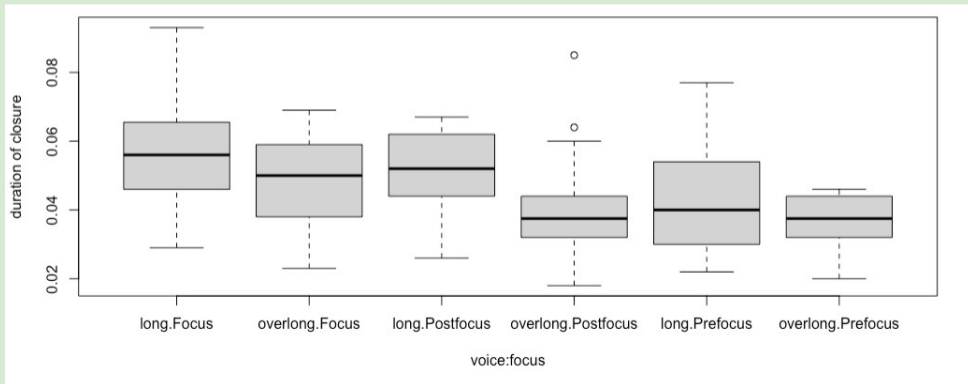 duration of closure
0.08
0.06
0.04
0.02
long.Focus overlong.Focus long.Postfocus overlong.Postfocus long.Prefocus overlong.Prefocus
voice:focus